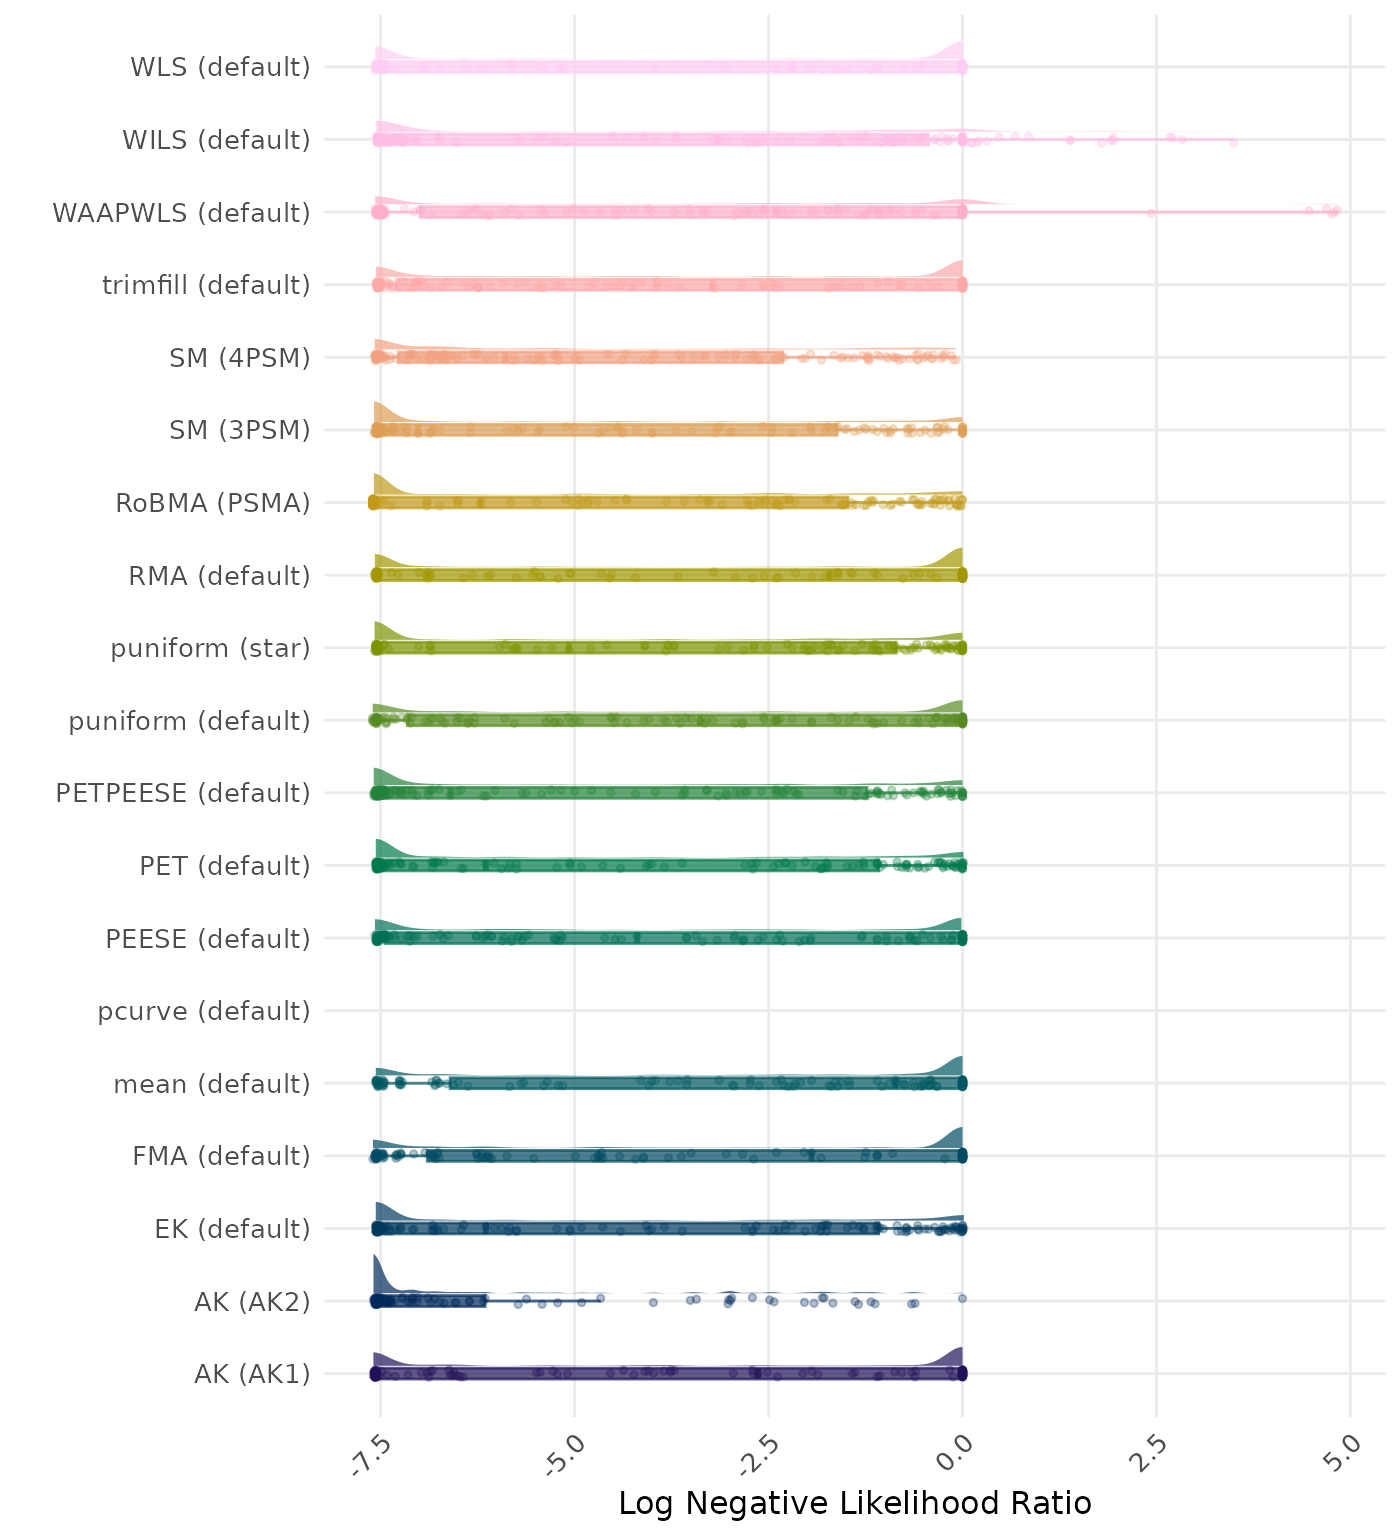 WLS (default)
WILS (default)
WAAPWLS (default)
trimfill (default)
SM (4PSM)
SM (3PSM)
RoBMA (PSMA)
RMA (default)
puniform (star)
puniform (default)
PETPEESE (default)
PET (default)
PEESE (default)
pcurve (default)
mean (default)
FMA (default)
EK (default)
AK (AK2)
AK (AK1)
-7.5 -5.0 -2.5 0.0 2.5 5.0
Log Negative Likelihood Ratio